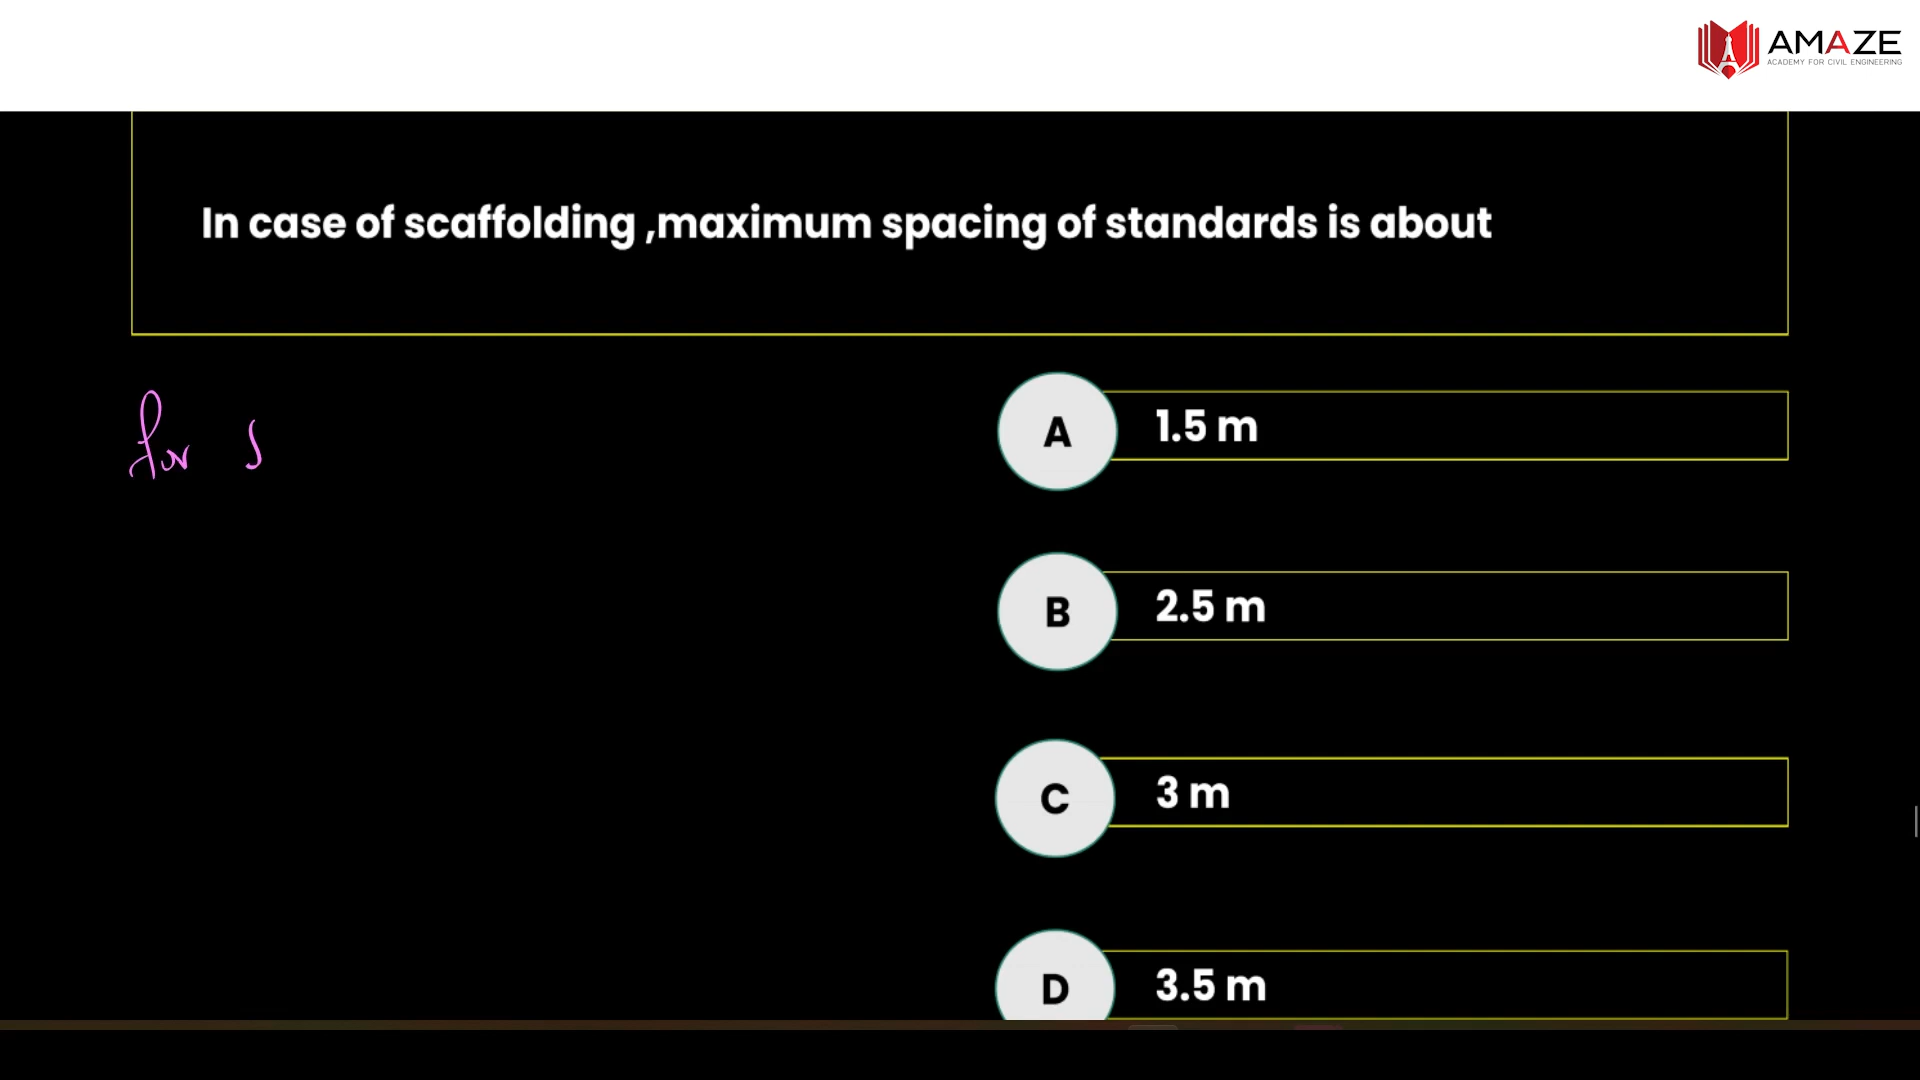 AMAZE
ACADEMY FOR CIVIL ENGINEERING
In case of scaffolding ,maximum spacing of standards is about
for s
A 1.5 m
B 2.5 m
C 3 m
D 3.5 m